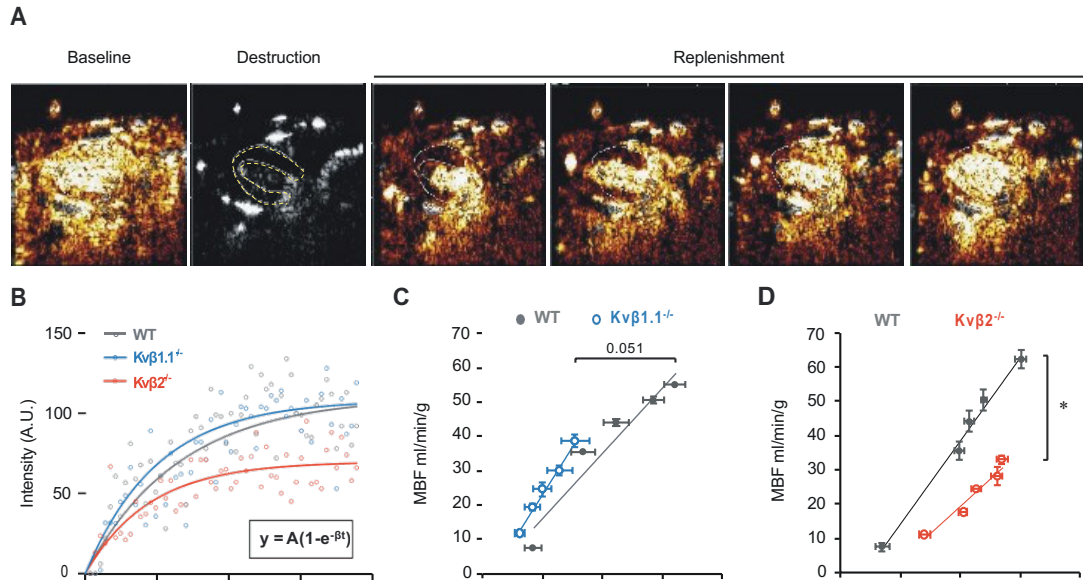 A
Baseline Destruction Replenishment
B
150
100
50
0
Intensity (A.U.)
WT
Kvβ1.1-/-
Kvβ2-/-
y = A(1-e-βt)
C
WT Kvβ1.1-/-
0.051
70
60
50
40
30
20
10
0
MBF ml/min/g
D
WT Kvβ2-/-
70
60
50
40
30
20
10
0
MBF ml/min/g
*